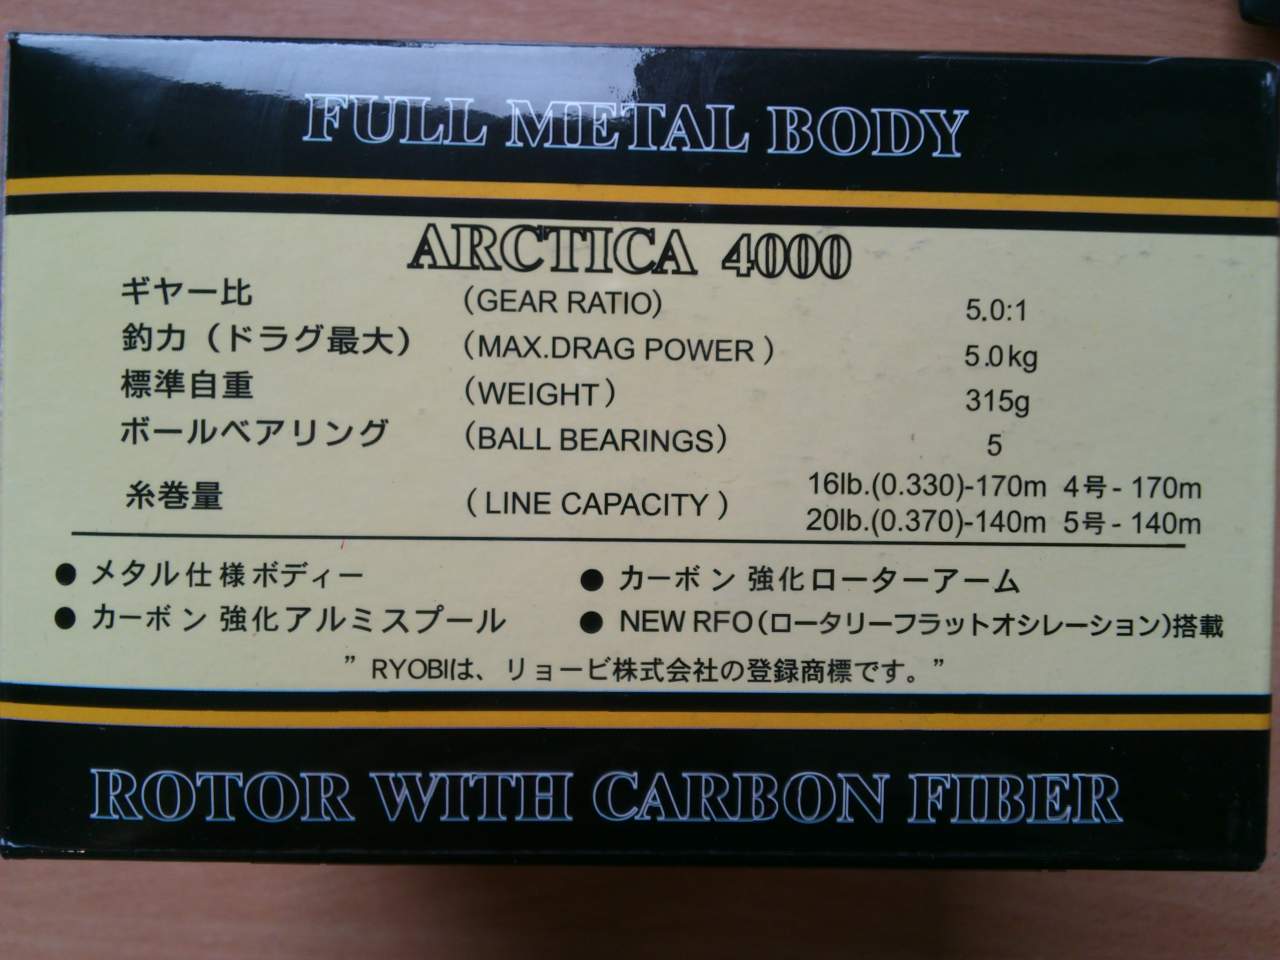 FULL METAL BODY
ARCTICA 4000
ギヤー比 (GEAR RATIO) 5.0:1
釣力（ドラグ最大） (MAX.DRAG POWER ) 5.0kg
標準自重 (WEIGHT) 315g
ボールベアリング (BALL BEARINGS) 5
糸巻量 ( LINE CAPACITY ) 16lb.(0.330)-170m 4号- 170m
20lb.(0.370)-140m 5号- 140m
● メタル仕様ボディー ● カーボン強化ローターアーム
● カーボン強化アルミスプール ● NEW RFO(ロータリーフラットオシレーション)搭載
”RYOBIは、リョービ株式会社の登録商標です。”
ROTOR WITH CARBON FIBER